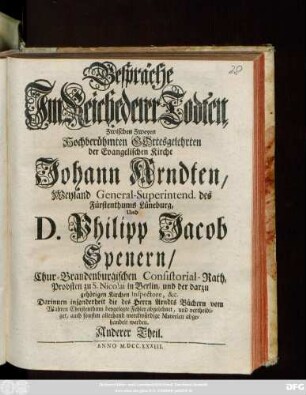 20
Gespräche
Im Reiche derer Todten,
Zwischen Zweyen
Hochberühmten GOttesgelehrten
der Evangelischen Kirche
Johann Arndten/
Weyland General-Superintend. des
Fürstenthums Lüneburg,
Und
D. Philipp Jacob
Spenern/
Chur-Brandenburgischen Consistorial-Rath,
Probsten zu S. Nicolai in Berlin, und der darzu
gehörigen Kirchen Inspectore, &c.
Darinnen insonderheit die des Herrn Arndts Büchern vom
Wahren Christenthum beygelegte Fehler abgelehnet, und vertheidi-
get, auch sonsten allerhand merckwürdige Materien abge-
handelt werden.
Anderer Theil.
ANNO M.DCC.XXXIII.